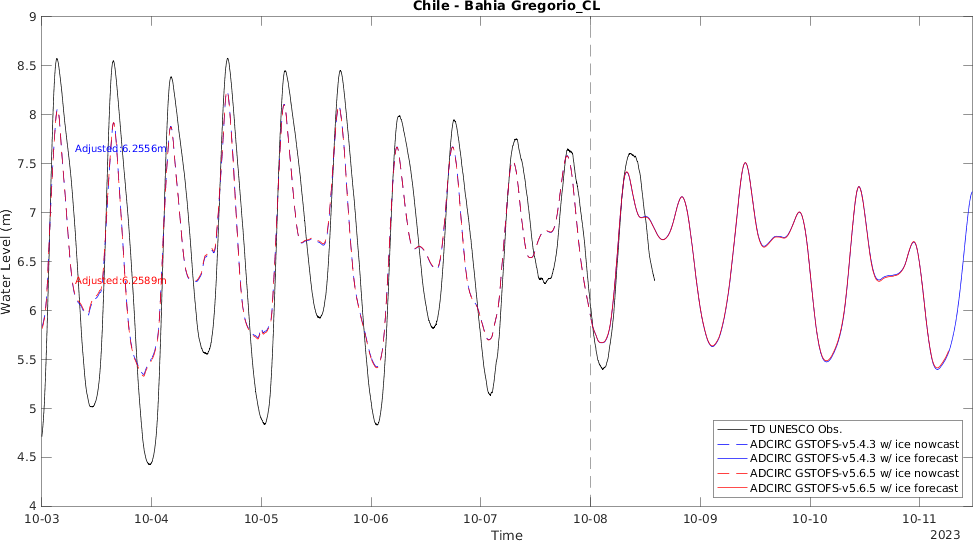 Chile - Bahia Gregorio_CL
9
8.5
8
7.5
7
6.5
6
5.5
5
4.5
4
Water Level (m)
Adjusted:6.2556m
Adjusted:6.2589m
TD UNESCO Obs.
ADCIRC GSTOFS-v5.4.3 w/ ice nowcast
ADCIRC GSTOFS-v5.4.3 w/ ice forecast
ADCIRC GSTOFS-v5.6.5 w/ ice nowcast
ADCIRC GSTOFS-v5.6.5 w/ ice forecast
10-03 10-04 10-05 10-06 10-07 10-08 10-09 10-10 10-11
Time
2023